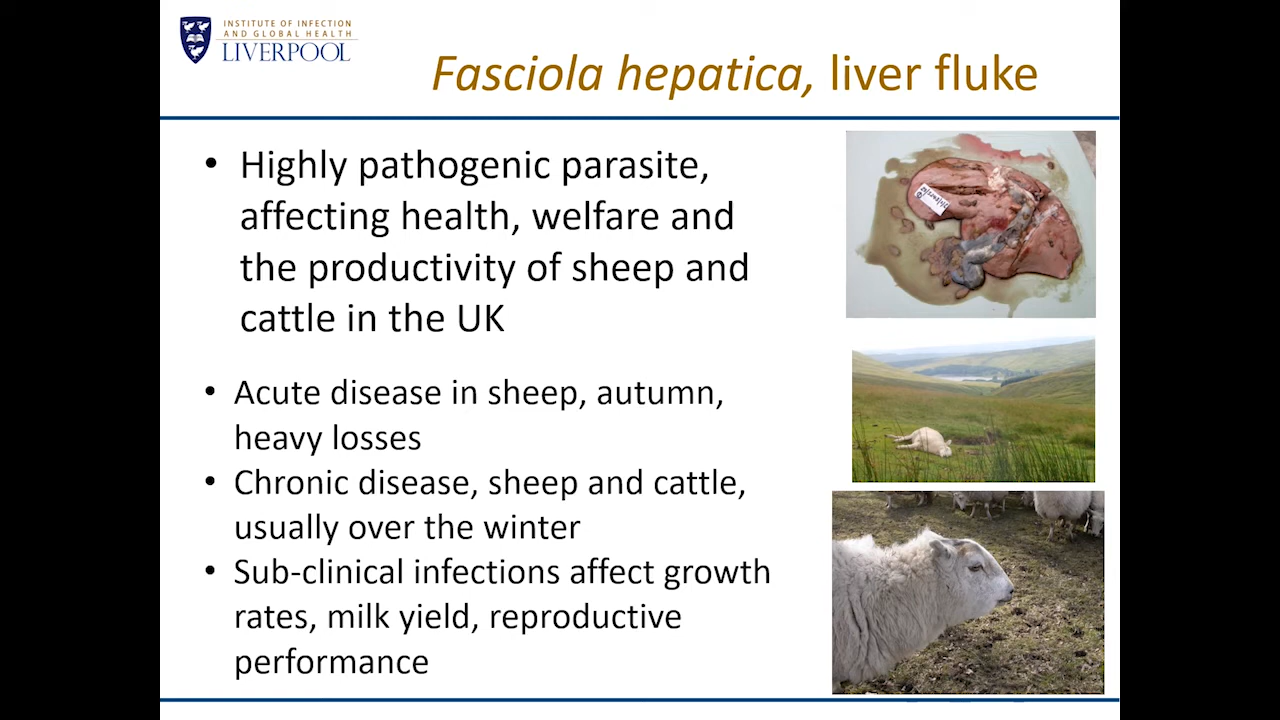 INSTITUTE OF INFECTION
AND GLOBAL HEALTH
LIVERPOOL
Fasciola hepatica, liver fluke
• Highly pathogenic parasite,
affecting health, welfare and
the productivity of sheep and
cattle in the UK
• Acute disease in sheep, autumn,
heavy losses
• Chronic disease, sheep and cattle,
usually over the winter
• Sub-clinical infections affect growth
rates, milk yield, reproductive
performance